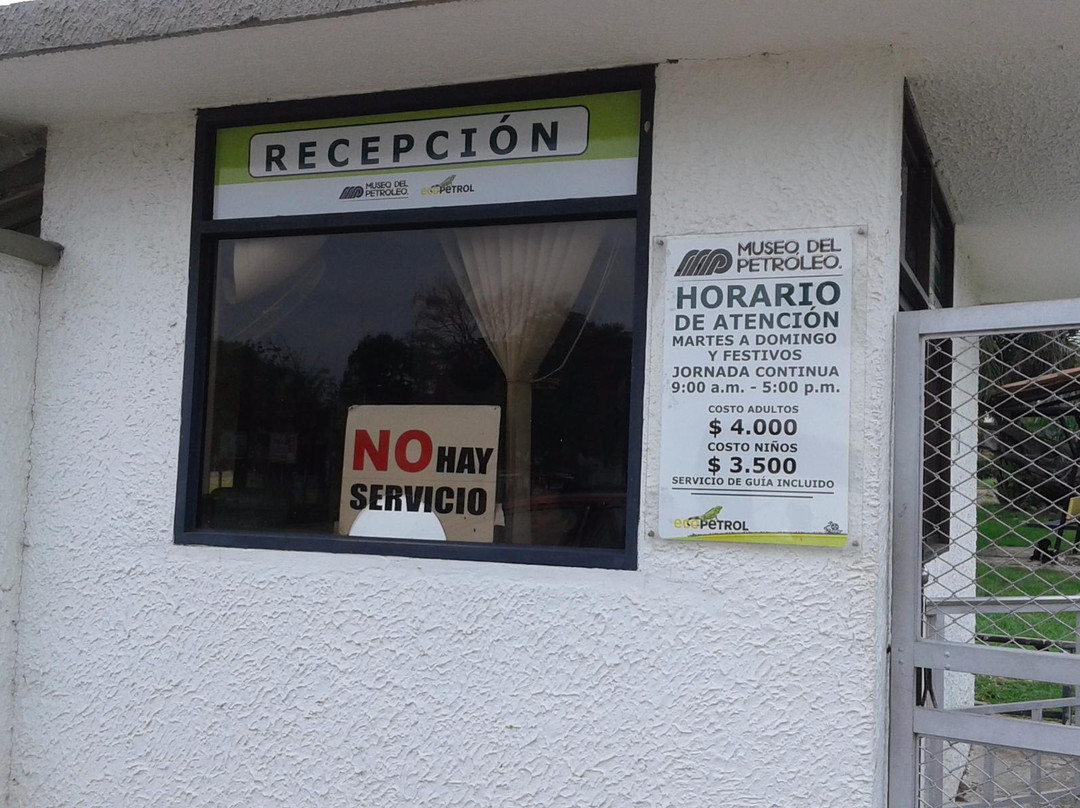 RECEPCIÓN
MUSEO DEL
PETROLEO.
ecoPETROL
NO HAY
SERVICIO
MUSEO DEL
PETROLEO.
HORARIO
DE ATENCIÓN
MARTES A DOMINGO
Y FESTIVOS
JORNADA CONTINUA
9:00 a.m. - 5:00 p.m.
COSTO ADULTOS
$ 4.000
COSTO NIÑOS
$ 3.500
SERVICIO DE GUÍA INCLUIDO
ecoPETROL